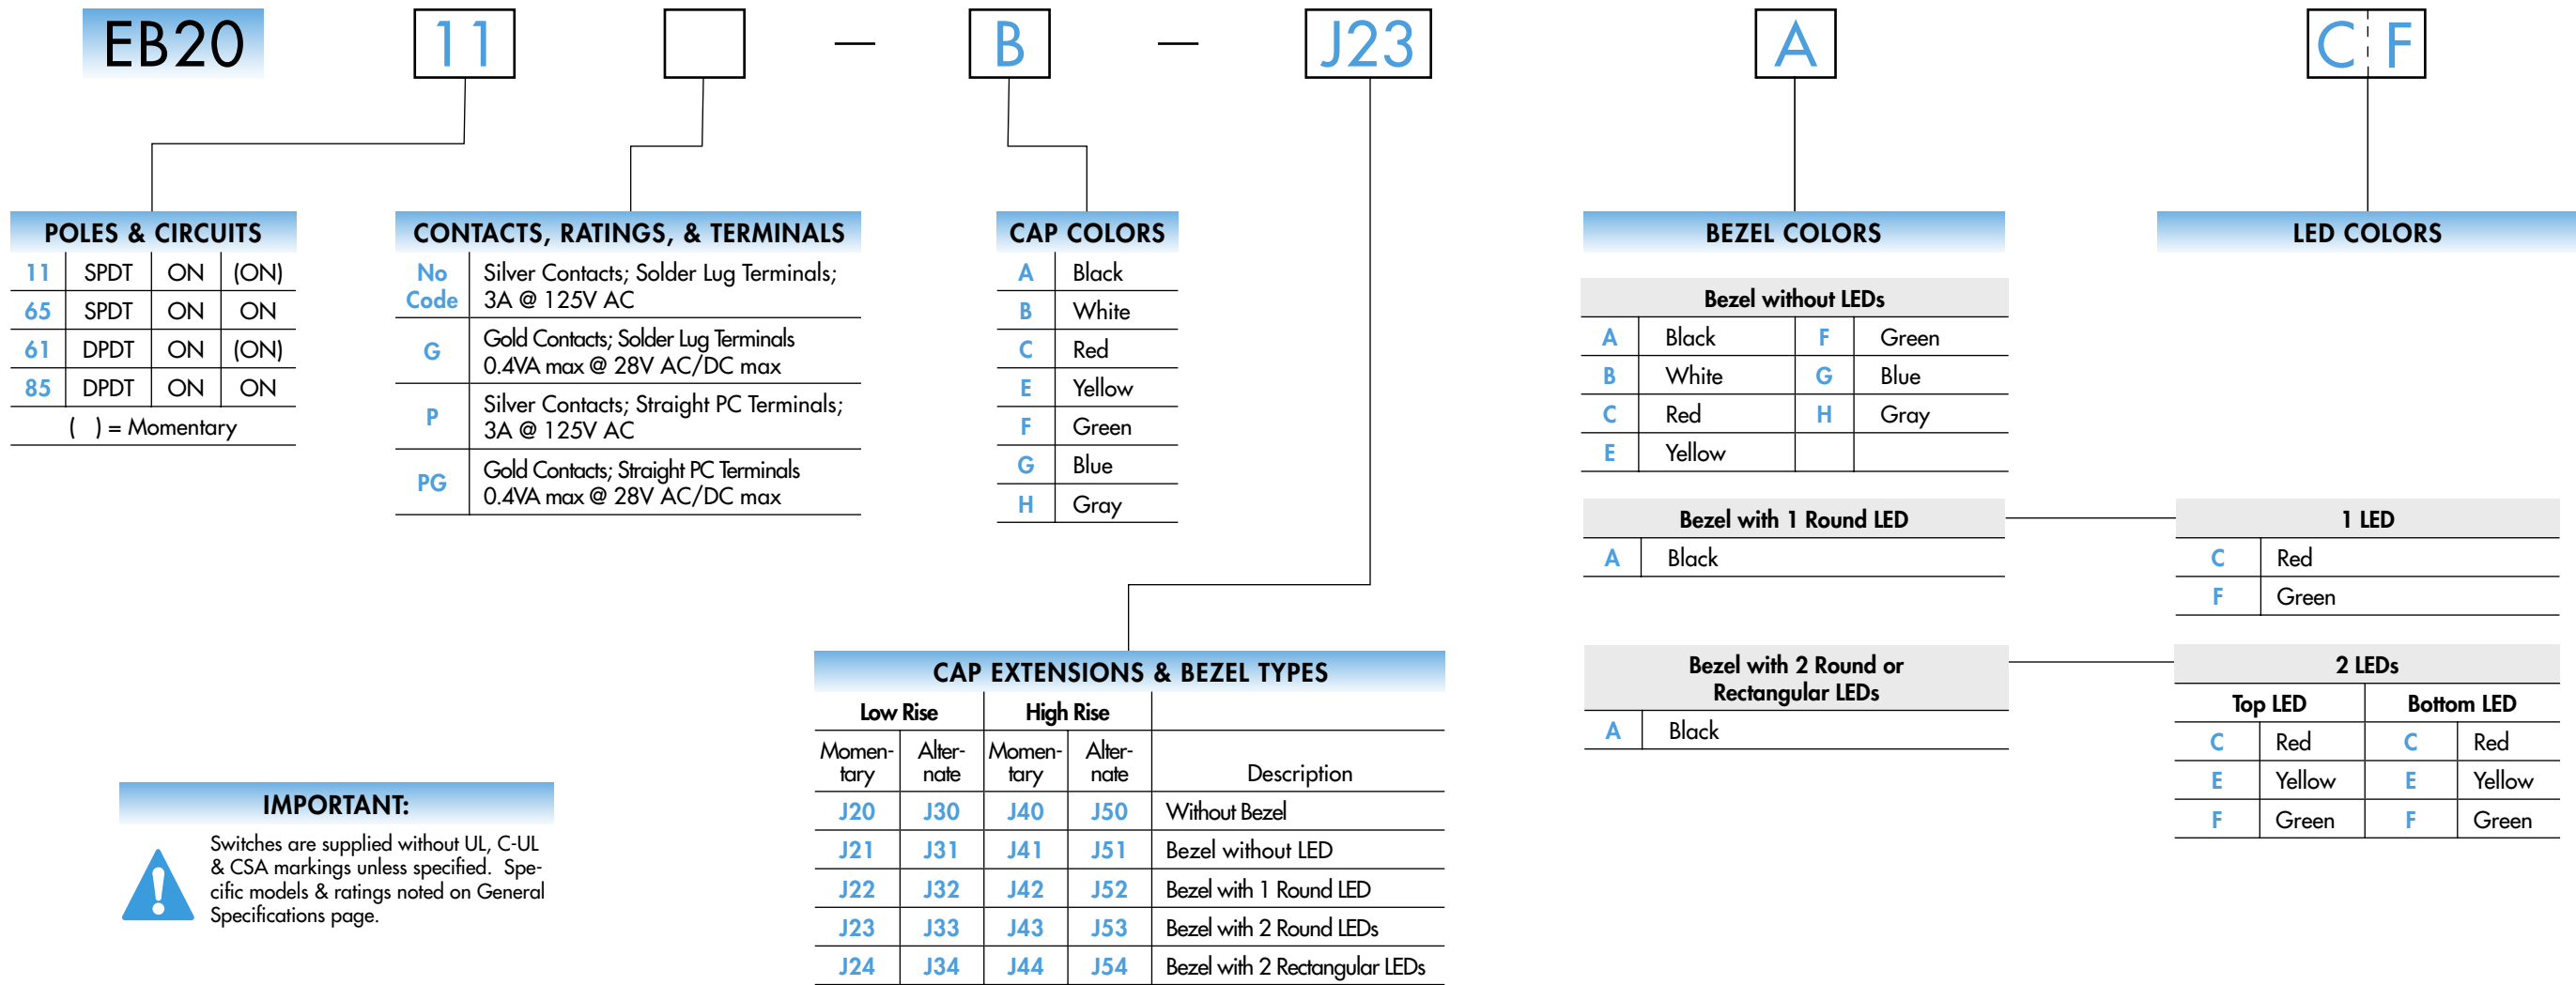 EB20 11 — B — J23 A C F
POLES & CIRCUITS
11 SPDT ON (ON)
65 SPDT ON ON
61 DPDT ON (ON)
85 DPDT ON ON
( ) = Momentary
CONTACTS, RATINGS, & TERMINALS
No Code Silver Contacts; Solder Lug Terminals;
3A @ 125V AC
G Gold Contacts; Solder Lug Terminals
0.4VA max @ 28V AC/DC max
P Silver Contacts; Straight PC Terminals;
3A @ 125V AC
PG Gold Contacts; Straight PC Terminals
0.4VA max @ 28V AC/DC max
CAP COLORS
A Black
B White
C Red
E Yellow
F Green
G Blue
H Gray
BEZEL COLORS
Bezel without LEDs
A Black F Green
B White G Blue
C Red H Gray
E Yellow
Bezel with 1 Round LED
A Black
Bezel with 2 Round or
Rectangular LEDs
A Black
LED COLORS
1 LED
C Red
F Green
2 LEDs
Top LED Bottom LED
C Red C Red
E Yellow E Yellow
F Green F Green
CAP EXTENSIONS & BEZEL TYPES
Low Rise High Rise
Momen- Alter- Momen- Alter-
tary nate tary nate Description
J20 J30 J40 J50 Without Bezel
J21 J31 J41 J51 Bezel without LED
J22 J32 J42 J52 Bezel with 1 Round LED
J23 J33 J43 J53 Bezel with 2 Round LEDs
J24 J34 J44 J54 Bezel with 2 Rectangular LEDs
IMPORTANT:
Switches are supplied without UL, C-UL
& CSA markings unless specified. Spe-
cific models & ratings noted on General
Specifications page.